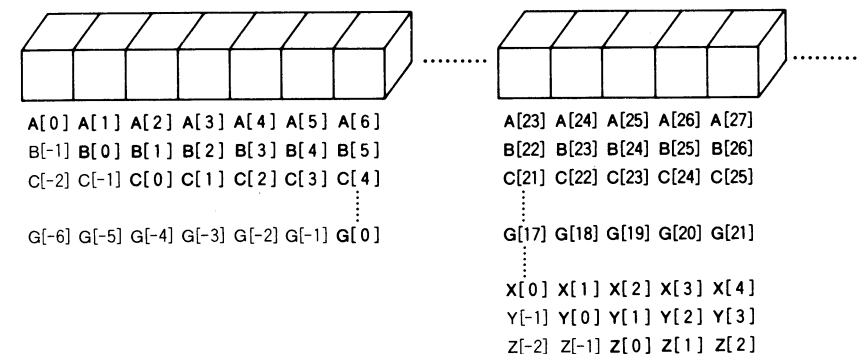 A[0] A[1] A[2] A[3] A[4] A[5] A[6] A[23] A[24] A[25] A[26] A[27]
B[-1] B[0] B[1] B[2] B[3] B[4] B[5] B[22] B[23] B[24] B[25] B[26]
C[-2] C[-1] C[0] C[1] C[2] C[3] C[4] C[21] C[22] C[23] C[24] C[25]
G[-6] G[-5] G[-4] G[-3] G[-2] G[-1] G[0] G[17] G[18] G[19] G[20] G[21]
X[0] X[1] X[2] X[3] X[4]
Y[-1] Y[0] Y[1] Y[2] Y[3]
Z[-2] Z[-1] Z[0] Z[1] Z[2]